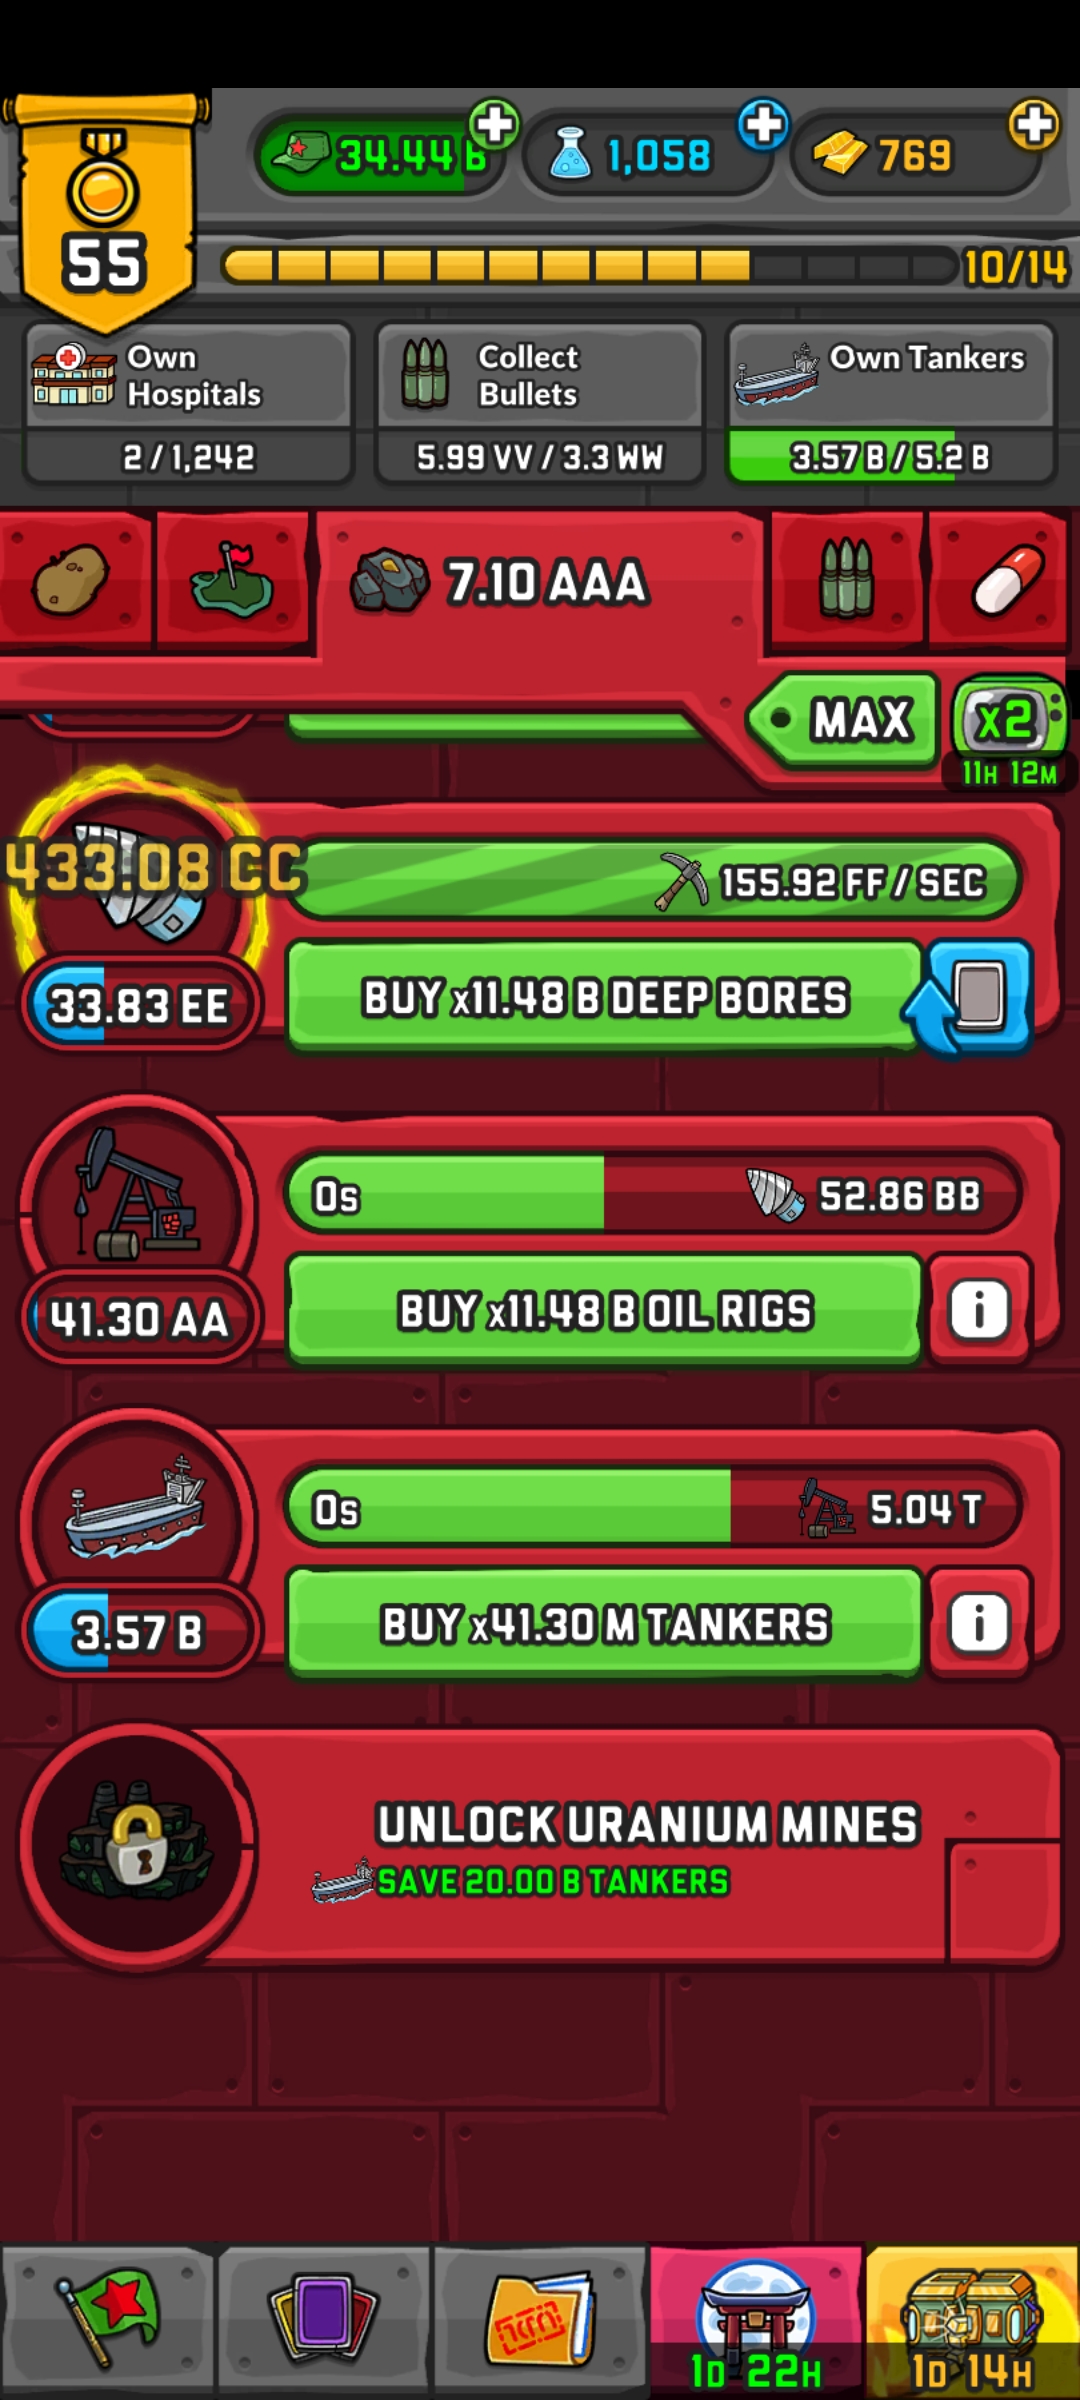 34.44 B
1,058
769
55
10/14
Own
Hospitals
2 / 1,242
Collect
Bullets
5.99 VV / 3.3 WW
Own Tankers
3.57 B / 5.2 B
7.10 AAA
MAX
x2
11H 12M
433.08 CC
155.92 FF / SEC
33.83 EE
BUY x11.48 B DEEP BORES
0s
52.86 BB
41.30 AA
BUY x11.48 B OIL RIGS
i
0s
5.04 T
3.57 B
BUY x41.30 M TANKERS
i
UNLOCK URANIUM MINES
SAVE 20.00 B TANKERS
1D 22H
1D 14H